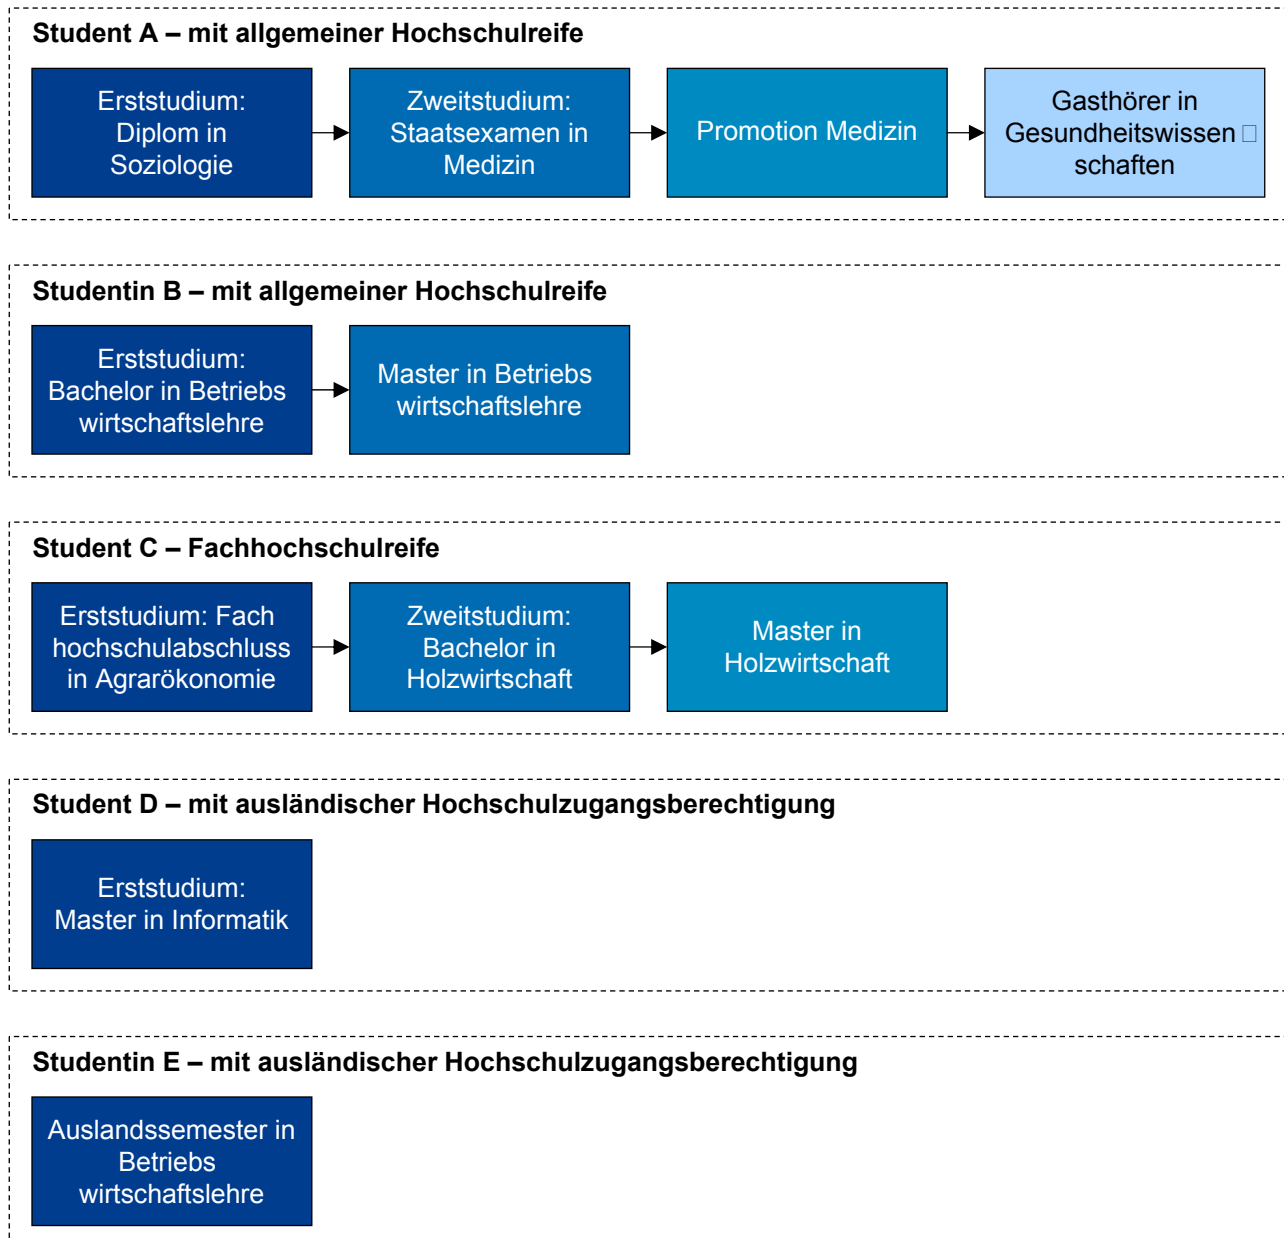 Student A – mit allgemeiner Hochschulreife
Erststudium:
Diplom in
Soziologie
Zweitstudium:
Staatsexamen in
Medizin
Promotion Medizin
Gasthörer in
Gesundheitswissen
schaften
Studentin B – mit allgemeiner Hochschulreife
Erststudium:
Bachelor in Betriebs
wirtschaftslehre
Master in Betriebs
wirtschaftslehre
Student C – Fachhochschulreife
Erststudium: Fach
hochschulabschluss
in Agrarökonomie
Zweitstudium:
Bachelor in
Holzwirtschaft
Master in
Holzwirtschaft
Student D – mit ausländischer Hochschulzugangsberechtigung
Erststudium:
Master in Informatik
Studentin E – mit ausländischer Hochschulzugangsberechtigung
Auslandssemester in
Betriebs
wirtschaftslehre